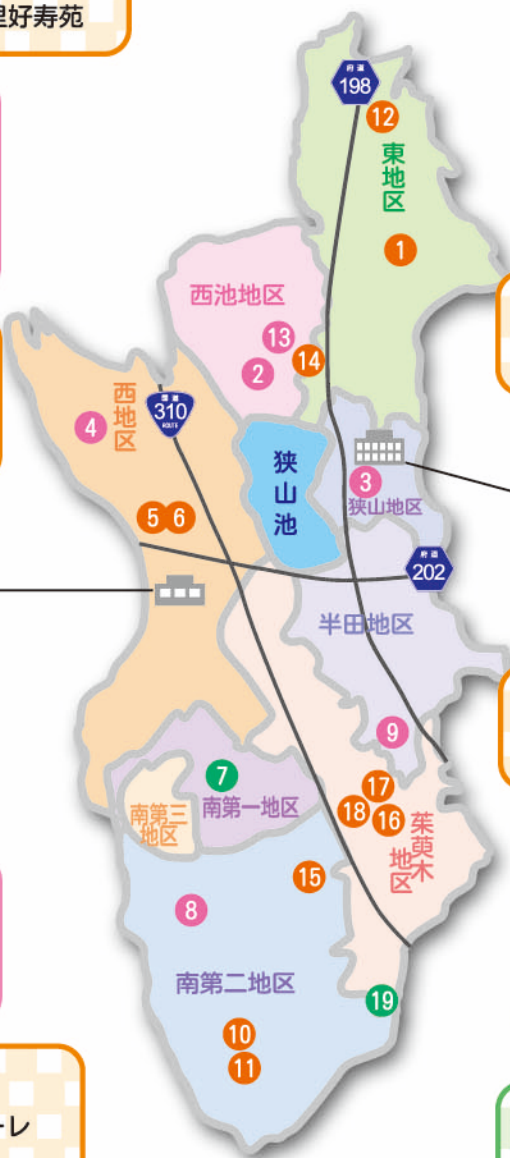 里好寿苑
府道
198
12
東地区
1
西池地区
13
2
14
国道
310
ROUTE
西地区
4
狭山池
3
狭山地区
5 6
府道
202
半田地区
9
7
南第一地区
南第三
地区
17
18
16
茱萸木
地区
15
8
南第二地区
19
10
11
ーレ